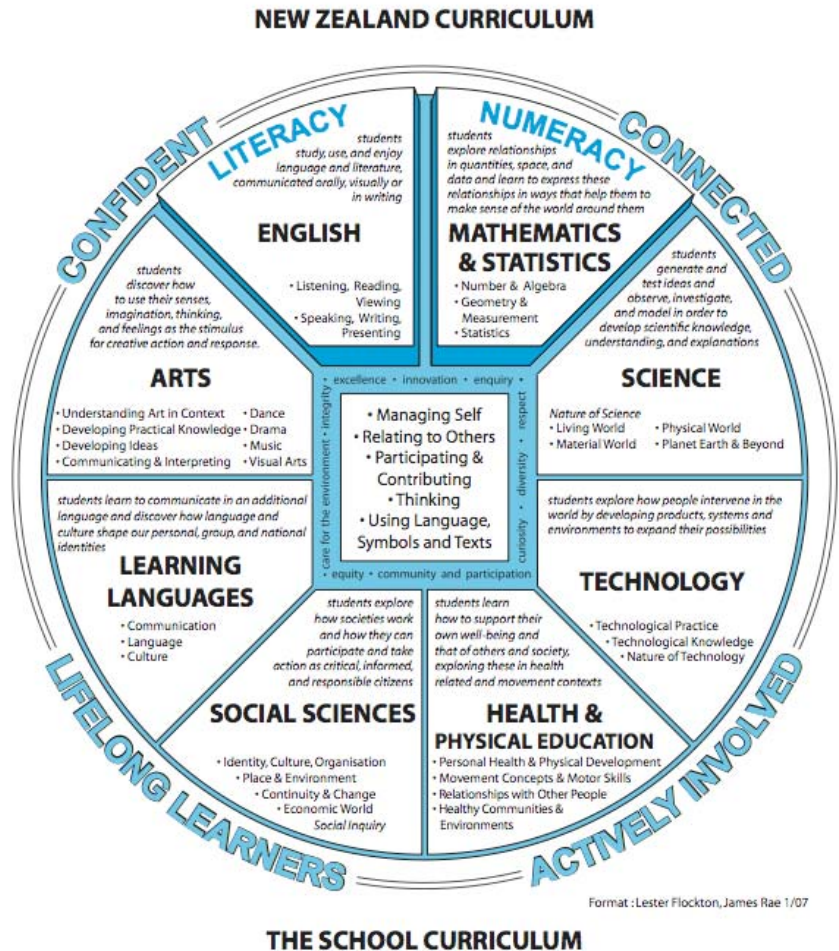 NEW ZEALAND CURRICULUM
CONFIDENT
CONNECTED
LITERACY
students
study, use, and enjoy
language and literature,
communicated orally, visually or
in writing
ENGLISH
• Listening, Reading,
Viewing
• Speaking, Writing,
Presenting
NUMERACY
students
explore relationships
in quantities, space, and
data and learn to express these
relationships in ways that help them to
make sense of the world around them
MATHEMATICS
& STATISTICS
• Number & Algebra
• Geometry &
Measurement
• Statistics
students
discover how
to use their senses,
imagination, thinking,
and feelings as the stimulus
for creative action and response.
ARTS
• Understanding Art in Context • Dance
• Developing Practical Knowledge • Drama
• Developing Ideas • Music
• Communicating & Interpreting • Visual Arts
students
generate and
test ideas and
observe, investigate,
and model in order to
develop scientific knowledge,
understanding, and explanations
SCIENCE
Nature of Science
• Living World • Physical World
• Material World • Planet Earth & Beyond
• excellence • innovation • enquiry •
care for the environment • integrity
curiosity • diversity • respect
• equity • community and participation
• Managing Self
• Relating to Others
• Participating &
Contributing
• Thinking
• Using Language,
Symbols and Texts
students learn to communicate in an additional
language and discover how language and
culture shape our personal, group, and national
identities
LEARNING
LANGUAGES
• Communication
• Language
• Culture
students explore how people intervene in the
world by developing products, systems and
environments to expand their possibilities
TECHNOLOGY
• Technological Practice
• Technological Knowledge
• Nature of Technology
students explore
how societies work
and how they can
participate and take
action as critical, informed,
and responsible citizens
SOCIAL SCIENCES
• Identity, Culture, Organisation
• Place & Environment
• Continuity & Change
• Economic World
Social Inquiry
students learn
how to support their
own well-being and
that of others and society,
exploring these in health
related and movement contexts
HEALTH &
PHYSICAL EDUCATION
• Personal Health & Physical Development
• Movement Concepts & Motor Skills
• Relationships with Other People
• Healthy Communities &
Environments
LIFELONG LEARNERS
ACTIVELY INVOLVED
Format : Lester Flockton, James Rae 1/07
THE SCHOOL CURRICULUM